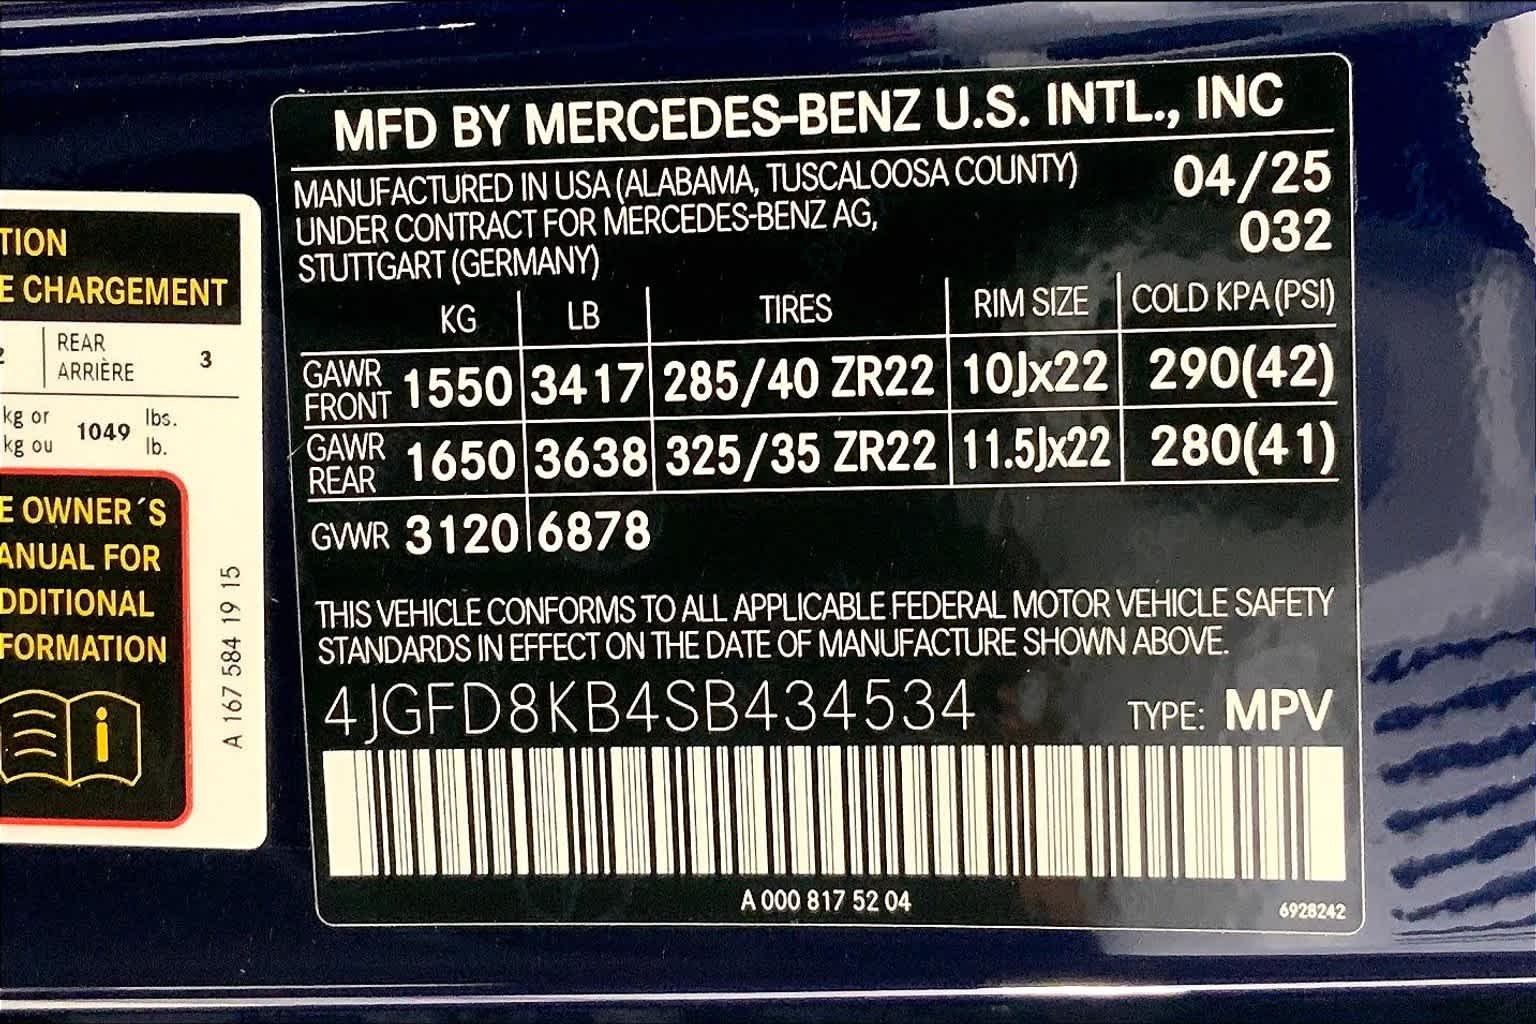 MFD BY MERCEDES-BENZ U.S. INTL., INC
MANUFACTURED IN USA (ALABAMA, TUSCALOOSA COUNTY)
UNDER CONTRACT FOR MERCEDES-BENZ AG,
STUTTGART (GERMANY)
04/25
032
KG LB TIRES RIM SIZE COLD KPA (PSI)
GAWR FRONT 1550 3417 285/40 ZR22 10Jx22 290(42)
GAWR REAR 1650 3638 325/35 ZR22 11.5Jx22 280(41)
GVWR 3120 6878
THIS VEHICLE CONFORMS TO ALL APPLICABLE FEDERAL MOTOR VEHICLE SAFETY
STANDARDS IN EFFECT ON THE DATE OF MANUFACTURE SHOWN ABOVE.
4JGFD8KB4SB434534 TYPE: MPV
A 000 817 52 04
6928242
TION
E CHARGEMENT
REAR
ARRIÈRE 3
kg or 1049 lbs.
kg ou lb.
E OWNER´S
ANUAL FOR
DDITIONAL
FORMATION
i
A 167 584 19 15